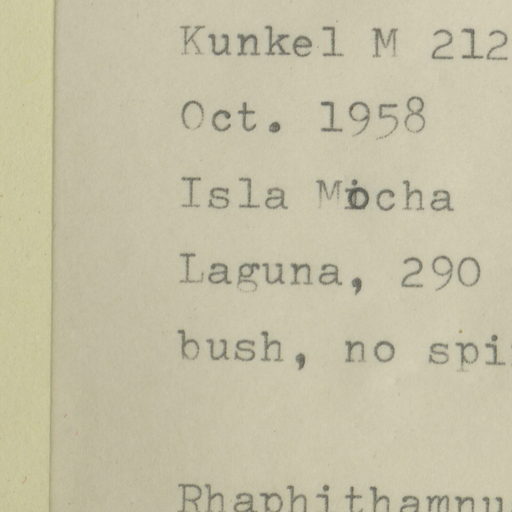 Kunkel M 212
Oct. 1958
Isla Mocha
Laguna, 290
bush, no spi
Rhaphithamnu